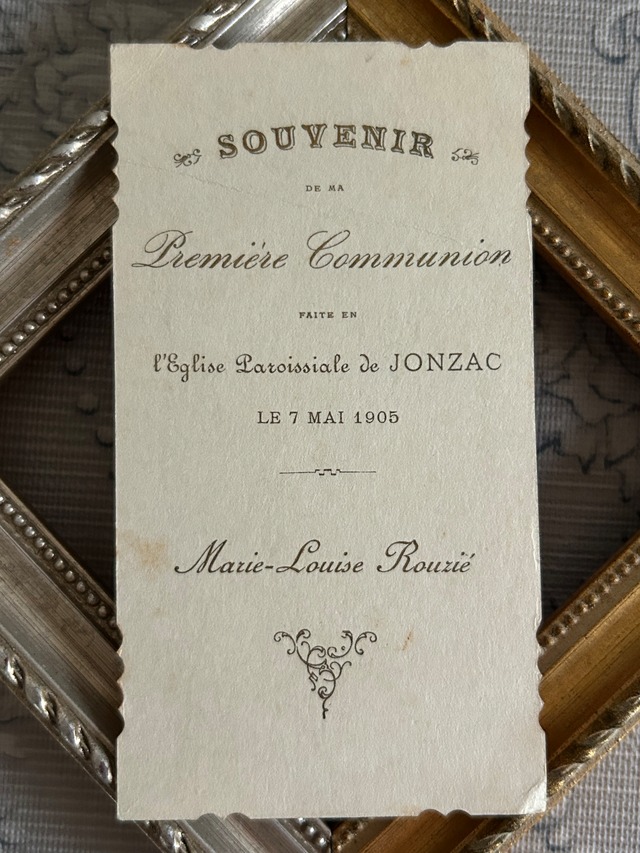 SOUVENIR
DE MA
Première Communion
FAITE EN
l'Eglise Paroissiale de JONZAC
LE 7 MAI 1905
Marie-Louise Rouzié